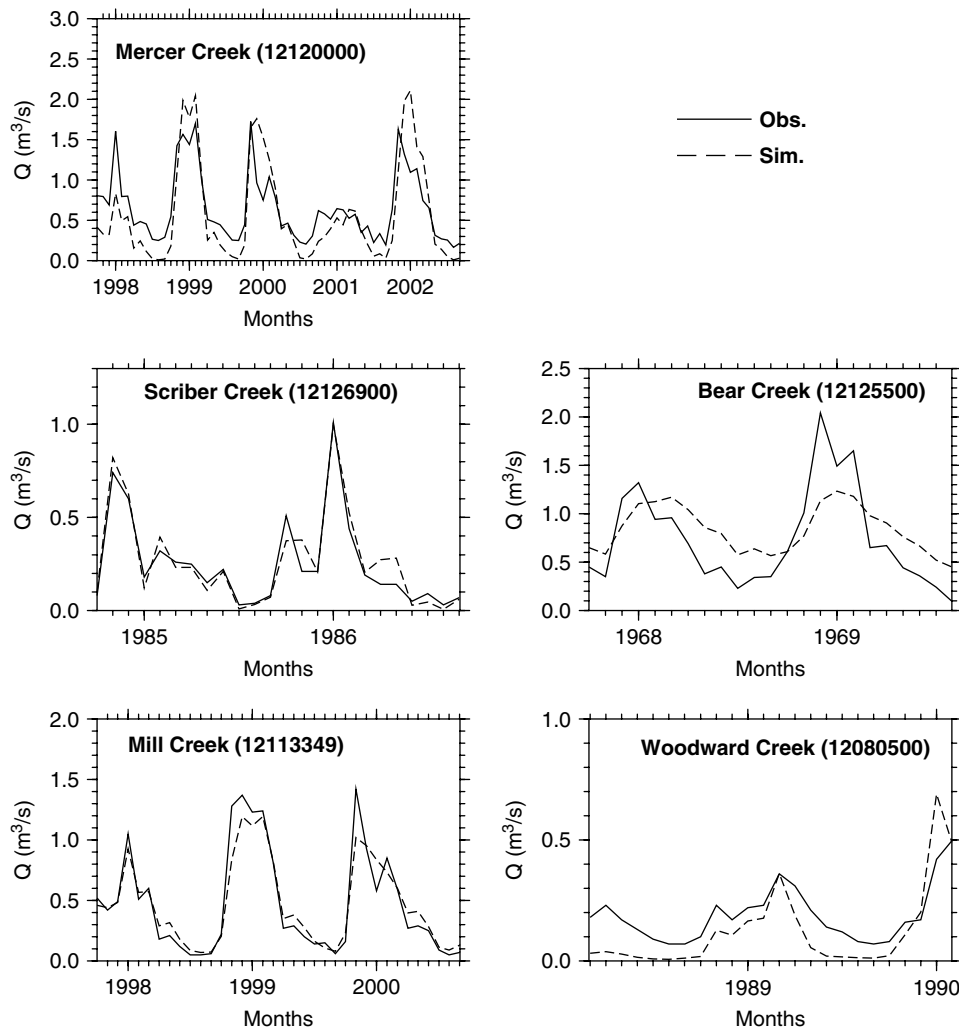 Mercer Creek (12120000)
3.0
2.5
2.0
1.5
1.0
0.5
0.0
Q (m³/s)
1998 1999 2000 2001 2002
Months
Obs.
Sim.
Scriber Creek (12126900)
1.0
0.5
0.0
Q (m³/s)
1985 1986
Months
Bear Creek (12125500)
2.5
2.0
1.5
1.0
0.5
0.0
Q (m³/s)
1968 1969
Months
Mill Creek (12113349)
2.0
1.5
1.0
0.5
0.0
Q (m³/s)
1998 1999 2000
Months
Woodward Creek (12080500)
1.0
0.5
0.0
Q (m³/s)
1989 1990
Months